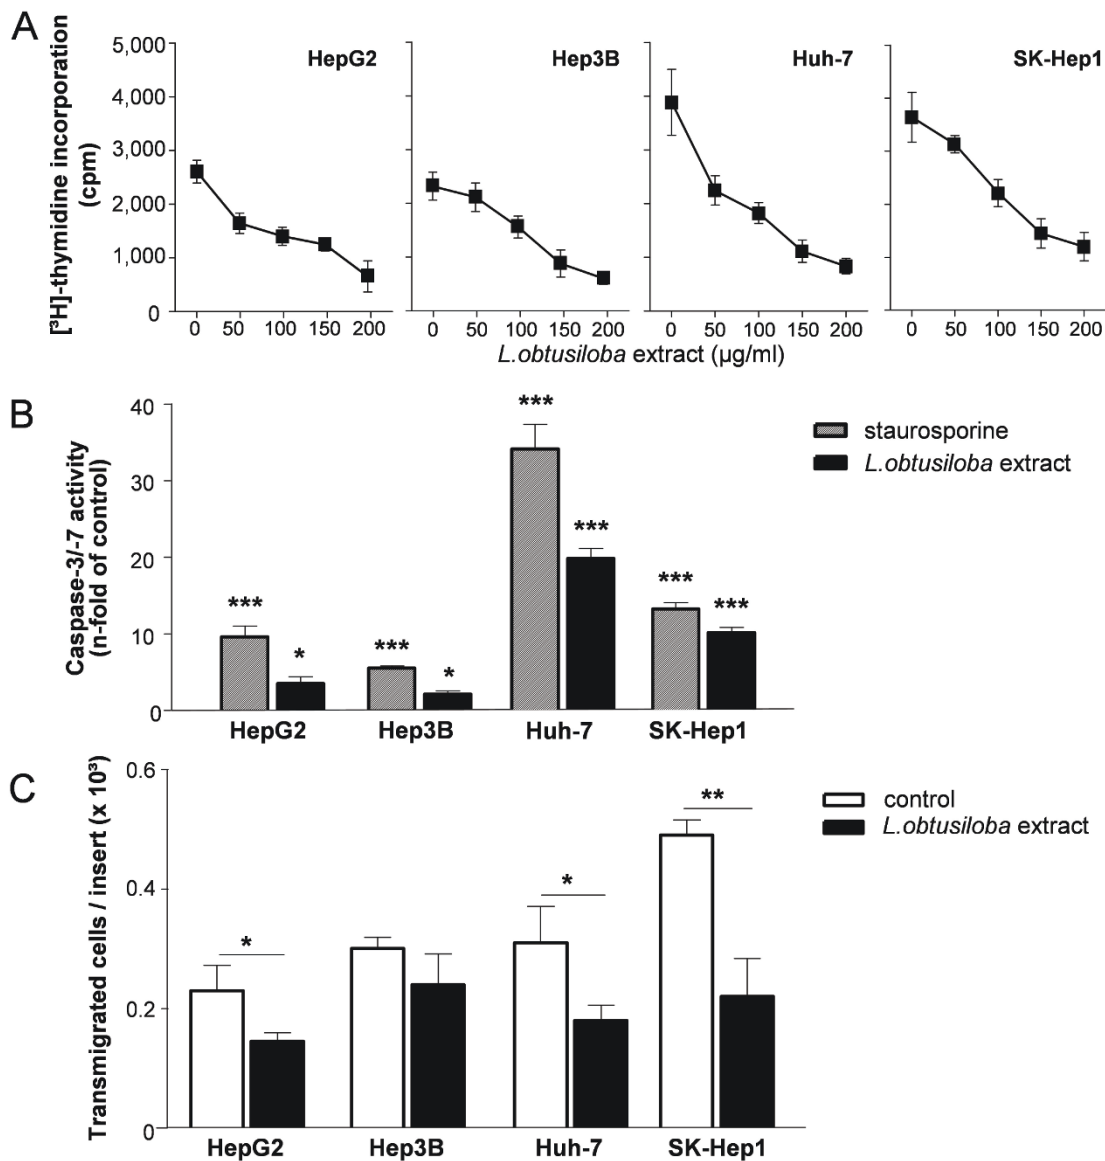 A
[³H]-thymidine incorporation
(cpm)
5,000
4,000
3,000
2,000
1,000
0
HepG2
Hep3B
Huh-7
SK-Hep1
0 50 100 150 200
0 50 100 150 200
0 50 100 150 200
0 50 100 150 200
L.obtusiloba extract (µg/ml)
B
Caspase-3/-7 activity
(n-fold of control)
40
30
20
10
0
***
*
***
*
***
***
***
***
staurosporine
L.obtusiloba extract
HepG2 Hep3B Huh-7 SK-Hep1
C
Transmigrated cells / insert (x 10³)
0.6
0.4
0.2
0
*
*
**
control
L.obtusiloba extract
HepG2 Hep3B Huh-7 SK-Hep1